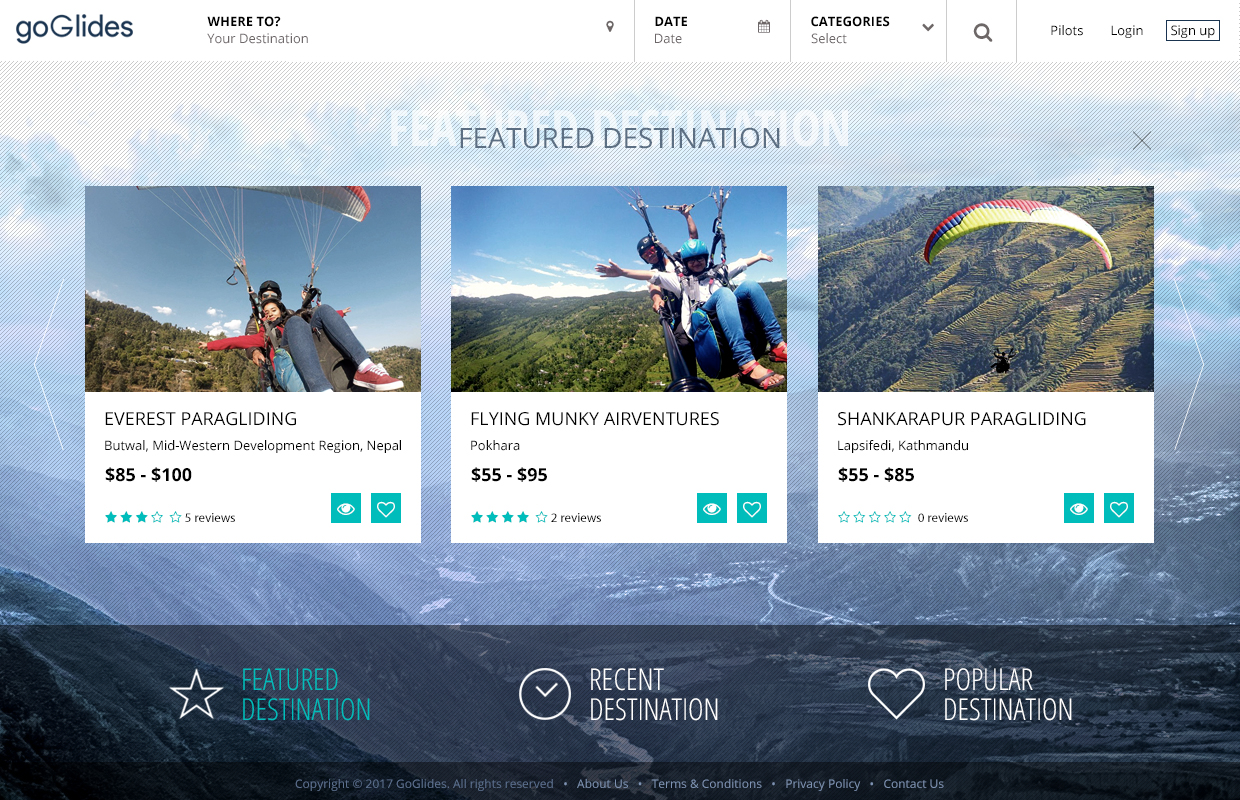 goGlides
WHERE TO?
Your Destination
DATE
Date
CATEGORIES
Select
Pilots
Login
Sign up
FEATURED DESTINATION
FEATURED DESTINATION
EVEREST PARAGLIDING
Butwal, Mid-Western Development Region, Nepal
$85 - $100
5 reviews
FLYING MUNKY AIRVENTURES
Pokhara
$55 - $95
2 reviews
SHANKARAPUR PARAGLIDING
Lapsifedi, Kathmandu
$55 - $85
0 reviews
FEATURED
DESTINATION
RECENT
DESTINATION
POPULAR
DESTINATION
Copyright © 2017 GoGlides. All rights reserved • About Us • Terms & Conditions • Privacy Policy • Contact Us